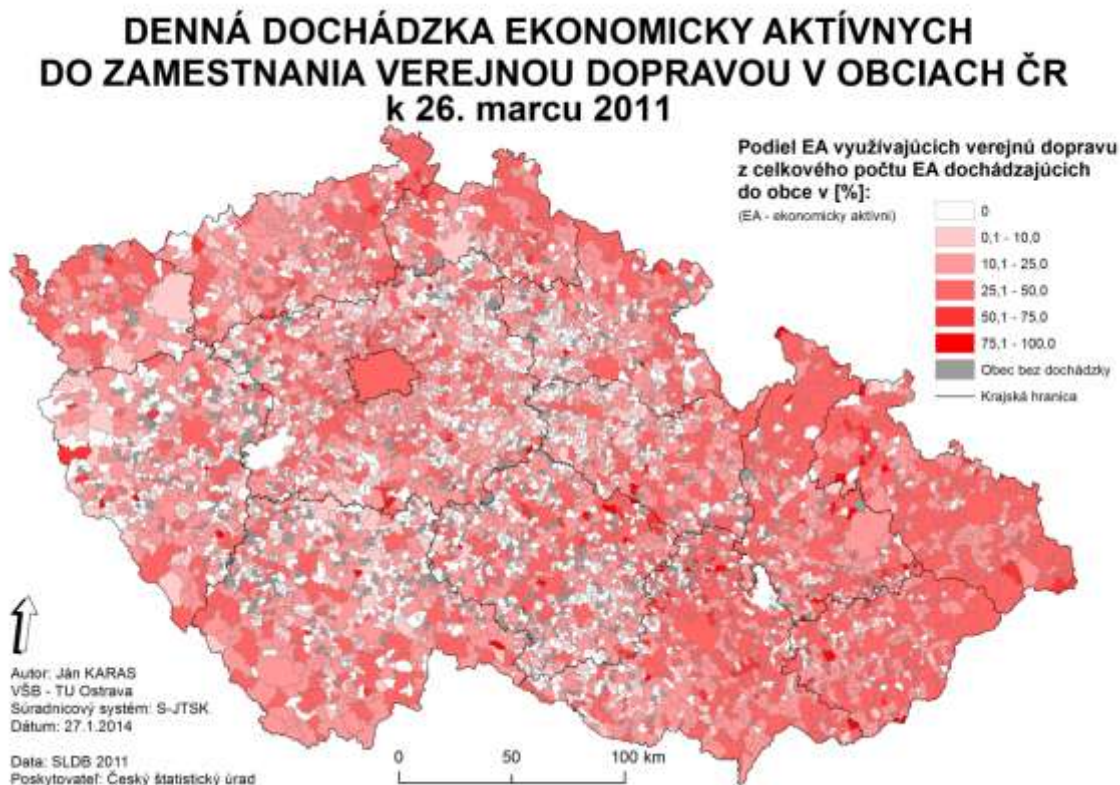 DENNÁ DOCHÁDZKA EKONOMICKY AKTÍVNYCH
DO ZAMESTNANIA VEREJNOU DOPRAVOU V OBCIACH ČR
k 26. marcu 2011
Podiel EA využívajúcich verejnú dopravu
z celkového počtu EA dochádzajúcich
do obce v [%]:
(EA - ekonomicky aktívni)
0
0,1 - 10,0
10,1 - 25,0
25,1 - 50,0
50,1 - 75,0
75,1 - 100,0
Obec bez dochádzky
Krajská hranica
Autor: Ján KARAS
VŠB - TU Ostrava
Súradnicový systém: S-JTSK
Dátum: 27.1.2014
Data: SLDB 2011
Poskytovateľ: Český štatistický úrad
0 50 100 km